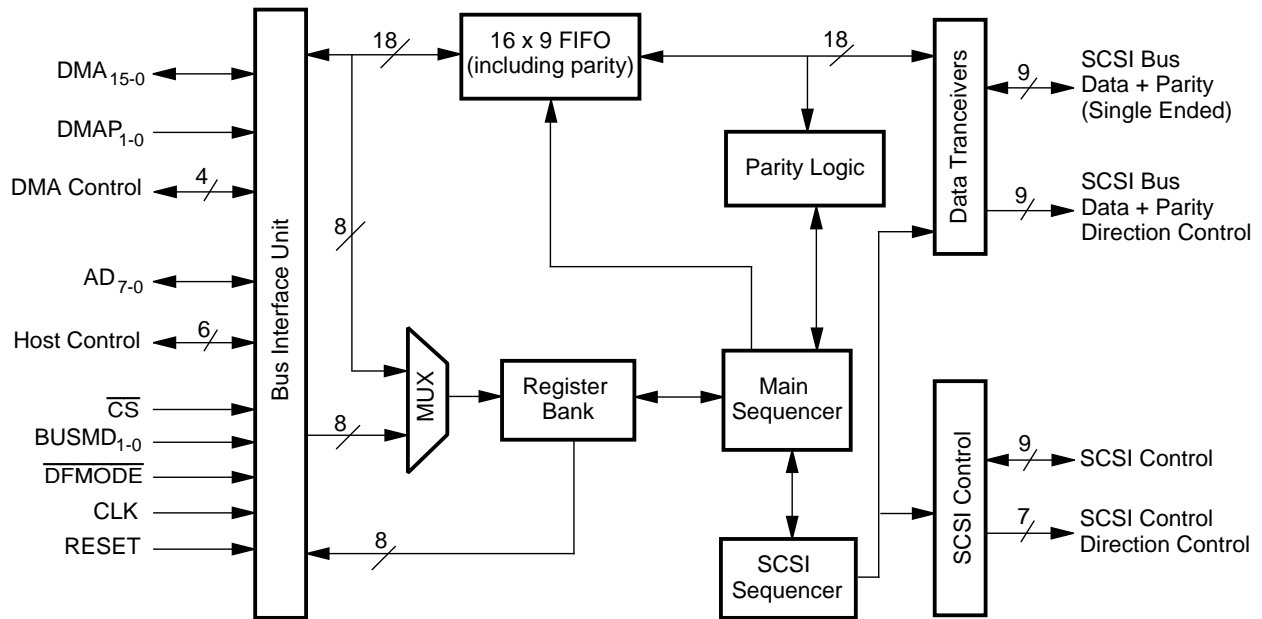 DMA15-0
DMAP1-0
DMA Control
4
AD7-0
Host Control
6
CS
BUSMD1-0
DFMODE
CLK
RESET
Bus Interface Unit
18
16 x 9 FIFO
(including parity)
18
8
8
8
MUX
Register
Bank
Parity Logic
Main
Sequencer
SCSI
Sequencer
Data Tranceivers
9
SCSI Bus
Data + Parity
(Single Ended)
9
SCSI Bus
Data + Parity
Direction Control
SCSI Control
9
SCSI Control
7
SCSI Control
Direction Control